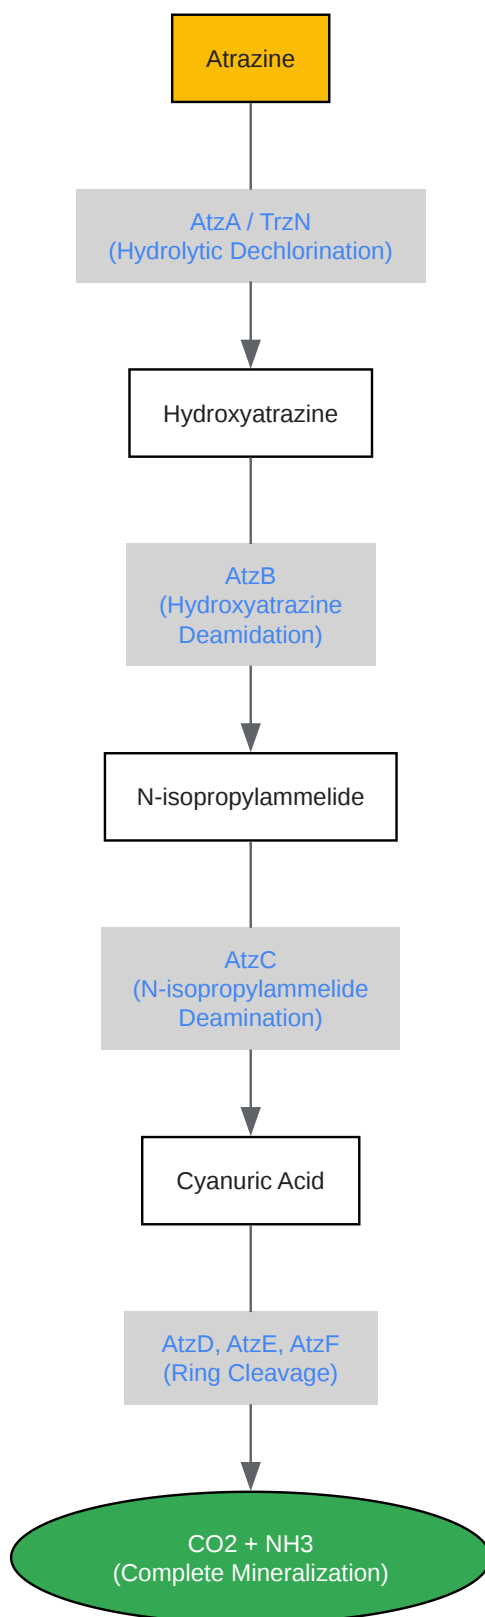 Atrazine
AtzA / TrzN
(Hydrolytic Dechlorination)
Hydroxyatrazine
AtzB
(Hydroxyatrazine
Deamidation)
N-isopropylammelide
AtzC
(N-isopropylammelide
Deamination)
Cyanuric Acid
AtzD, AtzE, AtzF
(Ring Cleavage)
CO2 + NH3
(Complete Mineralization)